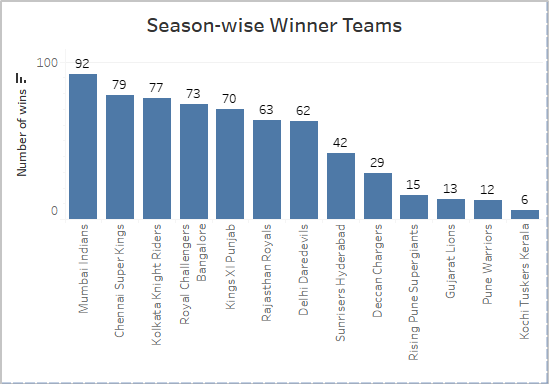 Season-wise Winner Teams
Number of wins
100
0
92
79
77
73
70
63
62
42
29
15
13
12
6
Mumbai Indians
Chennai Super Kings
Kolkata Knight Riders
Royal Challengers
Bangalore
Kings XI Punjab
Rajasthan Royals
Delhi Daredevils
Sunrisers Hyderabad
Deccan Chargers
Rising Pune Supergiants
Gujarat Lions
Pune Warriors
Kochi Tuskers Kerala